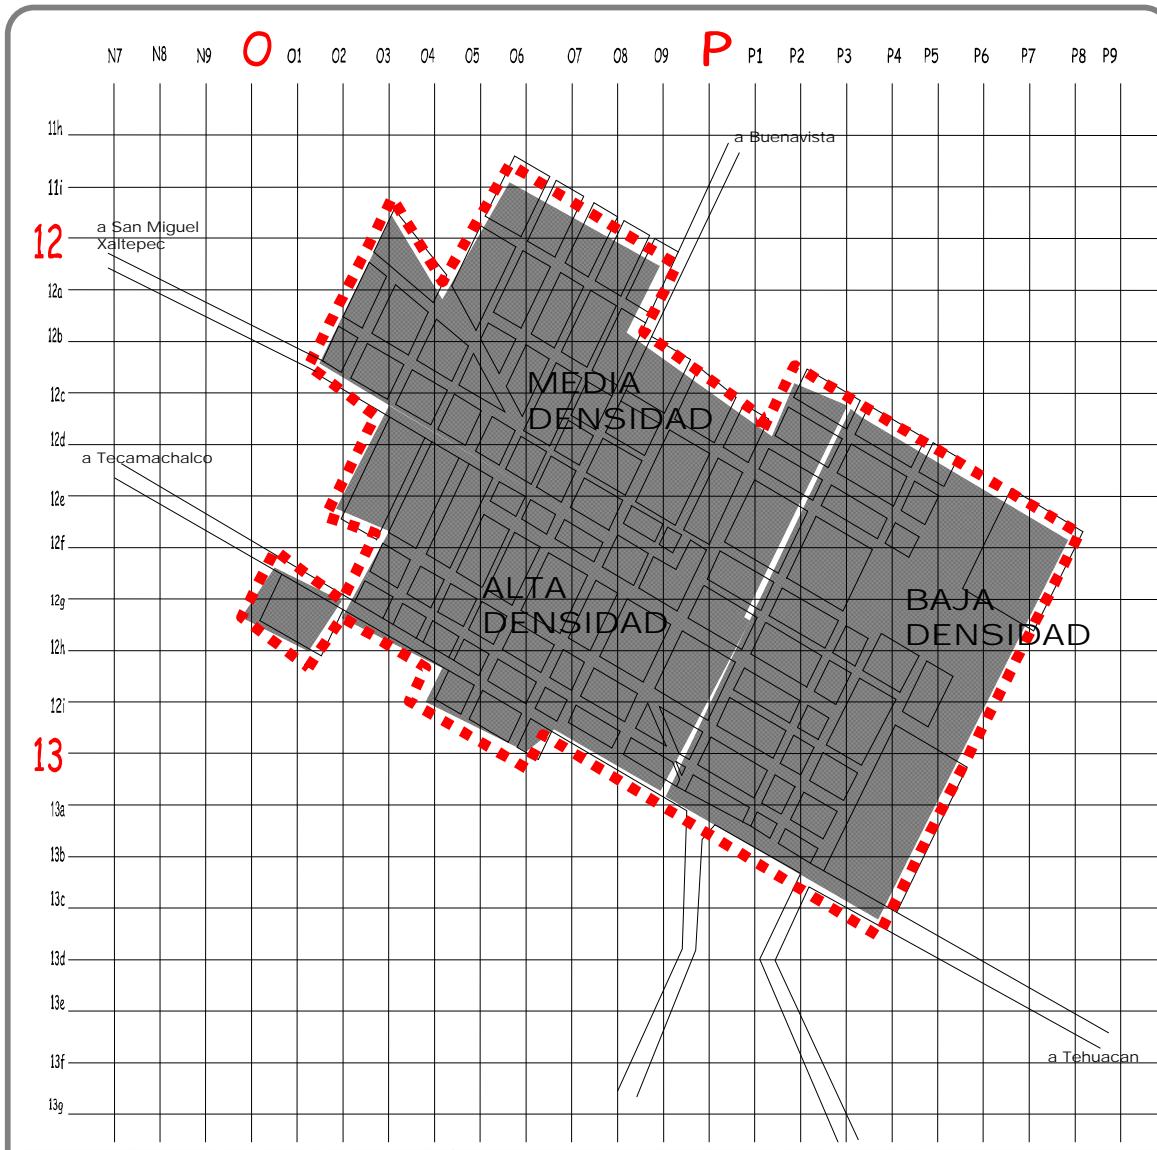 N7 N8 N9 O O1 O2 O3 O4 O5 O6 O7 O8 O9 P P1 P2 P3 P4 P5 P6 P7 P8 P9
11h
a Buenavista
11i
a San Miguel
Xaltepec
12
12a
12b
12c
MEDIA
DENSIDAD
12d
a Tecamachalco
12e
12f
12g
ALTA
DENSIDAD
BAJA
DENSIDAD
12h
12i
13
13a
13b
13c
13d
13e
13f
a Tehuacan
13g